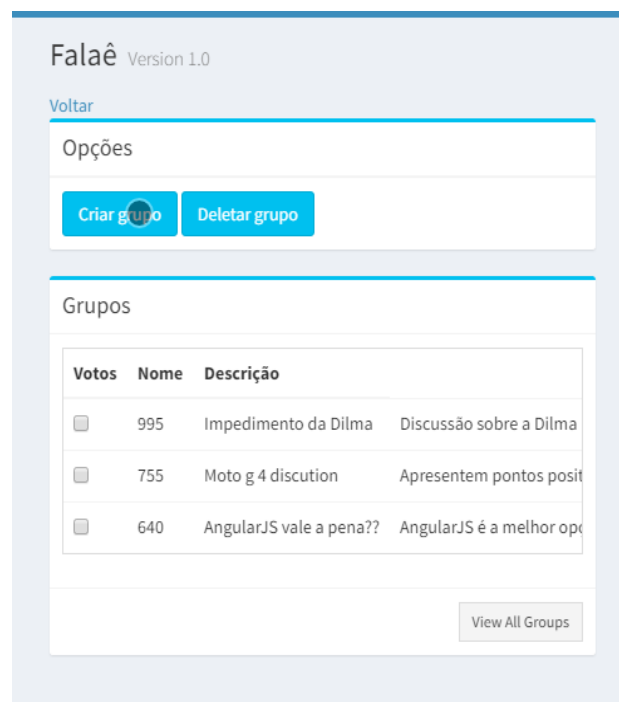 Falaê Version 1.0
Voltar
Opções
Criar grupo Deletar grupo
Grupos
Votos Nome Descrição
995 Impedimento da Dilma Discussão sobre a Dilma
755 Moto g 4 discution Apresentem pontos posit
640 AngularJS vale a pena?? AngularJS é a melhor opç
View All Groups